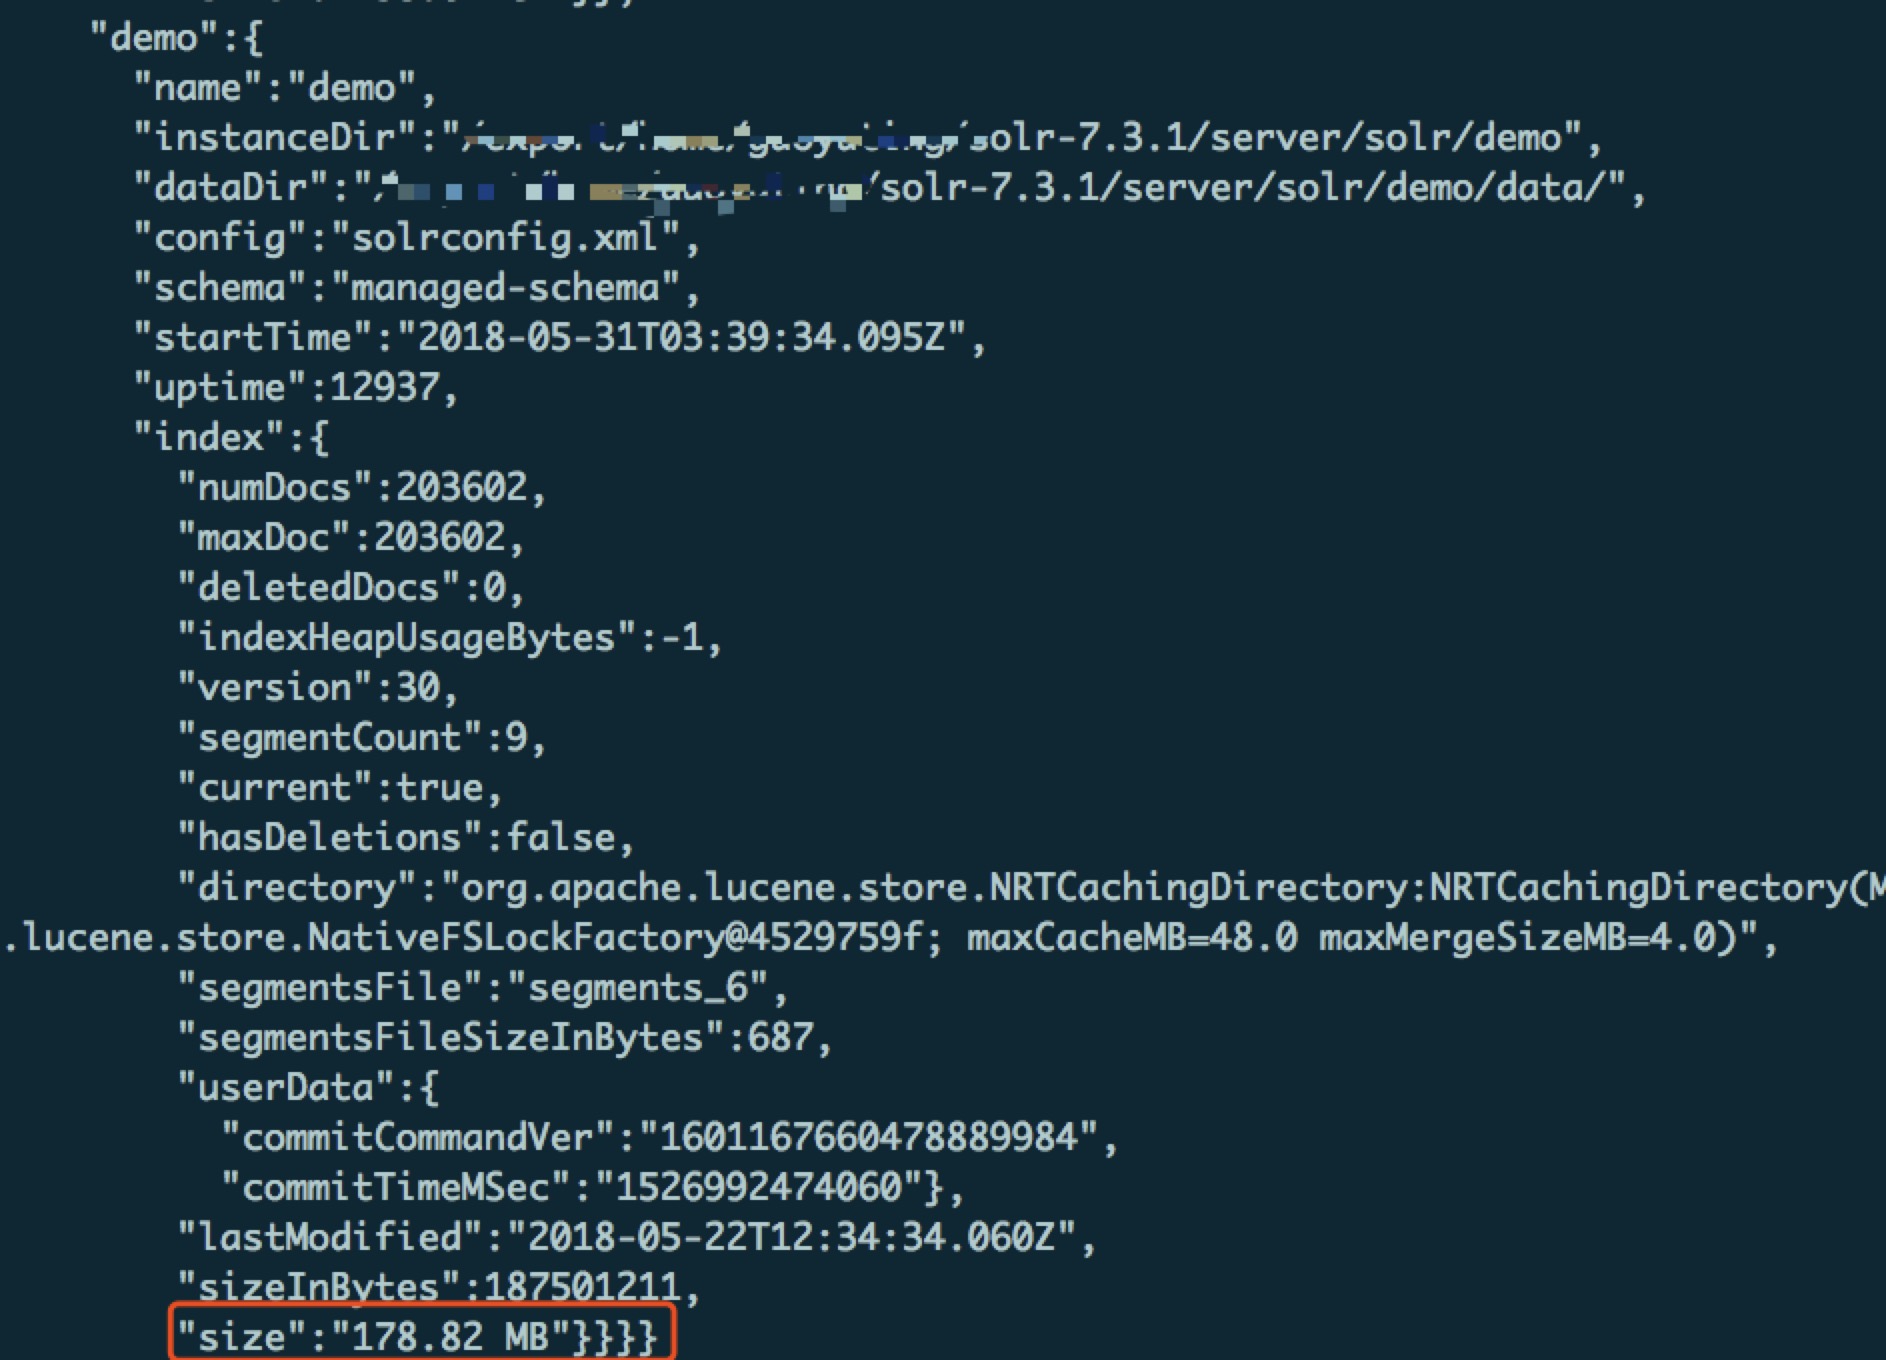 "demo":{
"name":"demo",
"instanceDir":"/solr-7.3.1/server/solr/demo",
"dataDir":"/solr-7.3.1/server/solr/demo/data/",
"config":"solrconfig.xml",
"schema":"managed-schema",
"startTime":"2018-05-31T03:39:34.095Z",
"uptime":12937,
"index":{
"numDocs":203602,
"maxDoc":203602,
"deletedDocs":0,
"indexHeapUsageBytes":-1,
"version":30,
"segmentCount":9,
"current":true,
"hasDeletions":false,
"directory":"org.apache.lucene.store.NRTCachingDirectory:NRTCachingDirectory(M
.lucene.store.NativeFSLockFactory@4529759f; maxCacheMB=48.0 maxMergeSizeMB=4.0)",
"segmentsFile":"segments_6",
"segmentsFileSizeInBytes":687,
"userData":{
"commitCommandVer":"1601167660478889984",
"commitTimeMSec":"1526992474060"},
"lastModified":"2018-05-22T12:34:34.060Z",
"sizeInBytes":187501211,
"size":"178.82 MB"}}}}